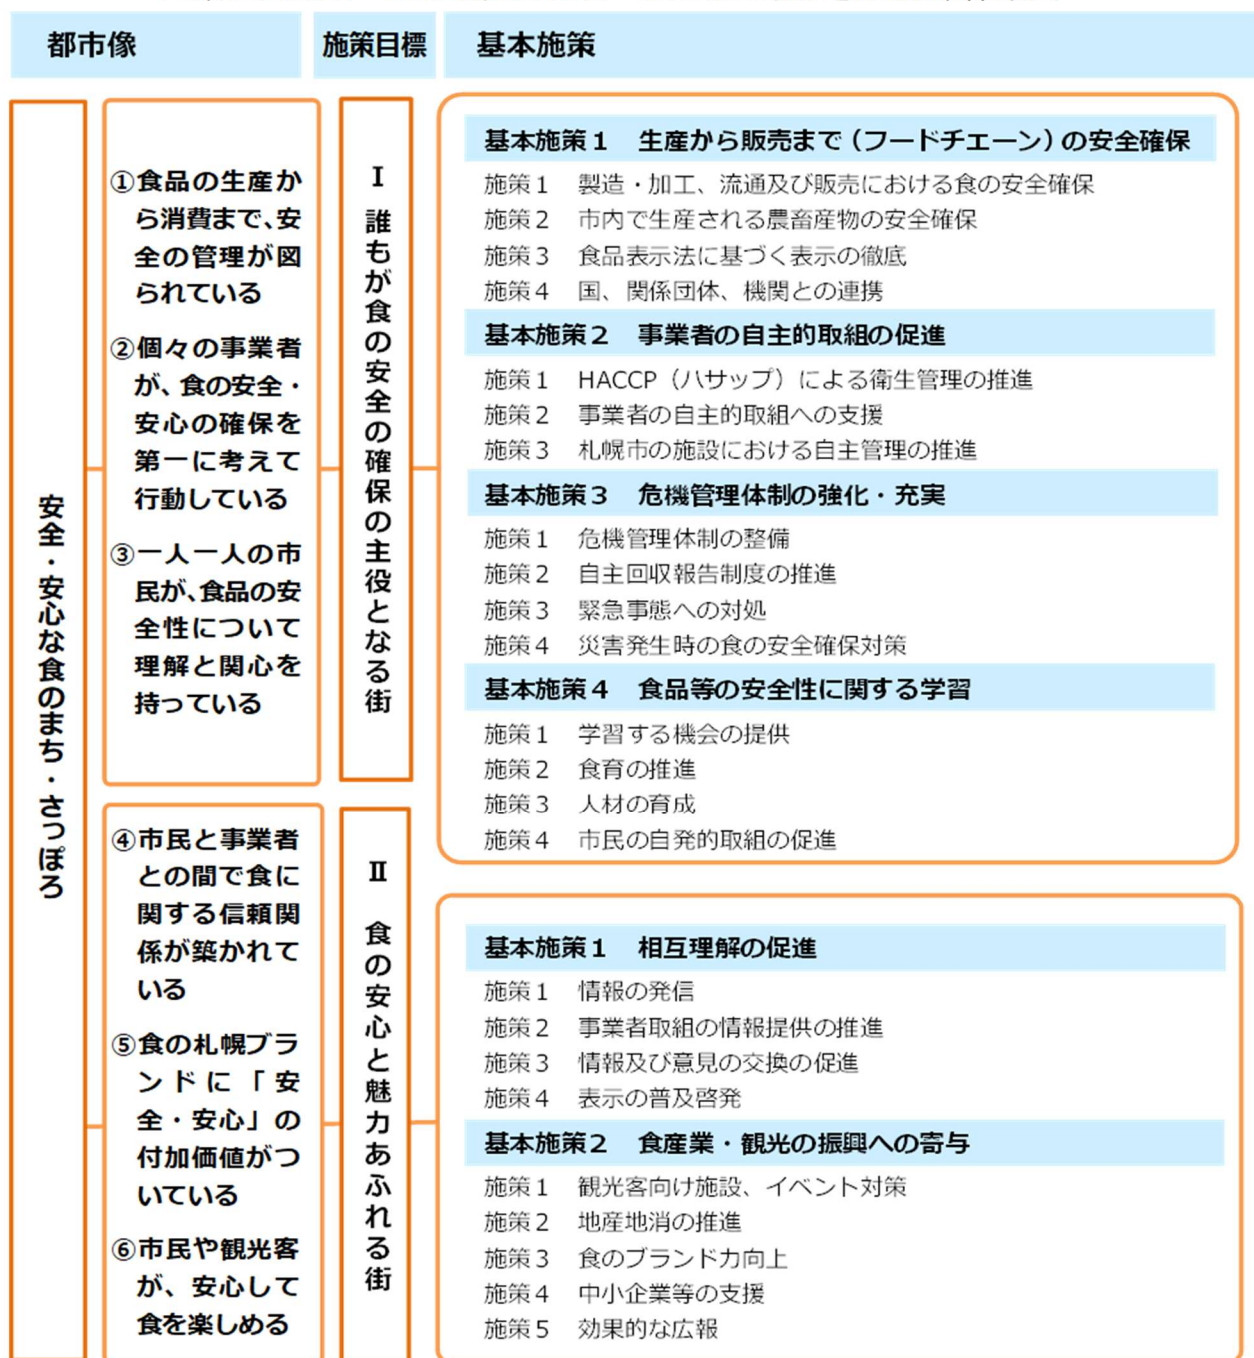 都市像
施策目標
基本施策
安全・安心な食のまち・さっぽろ
①食品の生産か
ら消費まで、安
全の管理が図
られている
②個々の事業者
が、食の安全・
安心の確保を
第一に考えて
行動している
③一人一人の市
民が、食品の安
全性について
理解と関心を
持っている
Ⅰ 誰もが食の安全の確保の主役となる街
基本施策１ 生産から販売まで（フードチェーン）の安全確保
施策１ 製造・加工、流通及び販売における食の安全確保
施策２ 市内で生産される農畜産物の安全確保
施策３ 食品表示法に基づく表示の徹底
施策４ 国、関係団体、機関との連携
基本施策２ 事業者の自主的取組の促進
施策１ HACCP（ハサップ）による衛生管理の推進
施策２ 事業者の自主的取組への支援
施策３ 札幌市の施設における自主管理の推進
基本施策３ 危機管理体制の強化・充実
施策１ 危機管理体制の整備
施策２ 自主回収報告制度の推進
施策３ 緊急事態への対処
施策４ 災害発生時の食の安全確保対策
基本施策４ 食品等の安全性に関する学習
施策１ 学習する機会の提供
施策２ 食育の推進
施策３ 人材の育成
施策４ 市民の自発的取組の促進
④市民と事業者
との間で食に
関する信頼関
係が築かれて
いる
⑤食の札幌ブラ
ンドに「安
全・安心」の
付加価値がつ
いている
⑥市民や観光客
が、安心して
食を楽しめる
Ⅱ 食の安心と魅力あふれる街
基本施策１ 相互理解の促進
施策１ 情報の発信
施策２ 事業者取組の情報提供の推進
施策３ 情報及び意見の交換の促進
施策４ 表示の普及啓発
基本施策２ 食産業・観光の振興への寄与
施策１ 観光客向け施設、イベント対策
施策２ 地産地消の推進
施策３ 食のブランド力向上
施策４ 中小企業等の支援
施策５ 効果的な広報